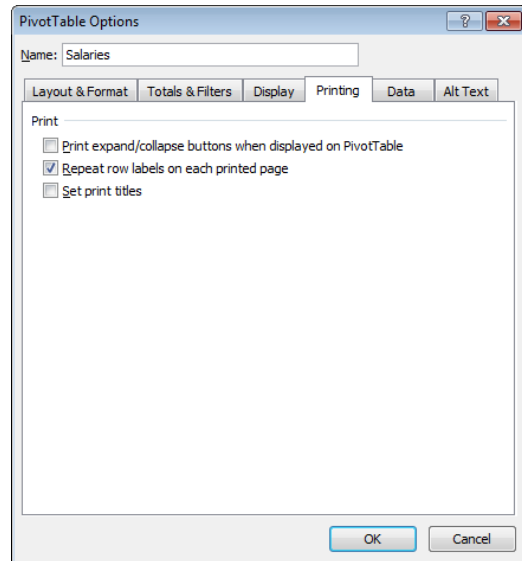 PivotTable Options
Name: Salaries
Layout & Format Totals & Filters Display Printing Data Alt Text
Print
Print expand/collapse buttons when displayed on PivotTable
Repeat row labels on each printed page
Set print titles
OK Cancel